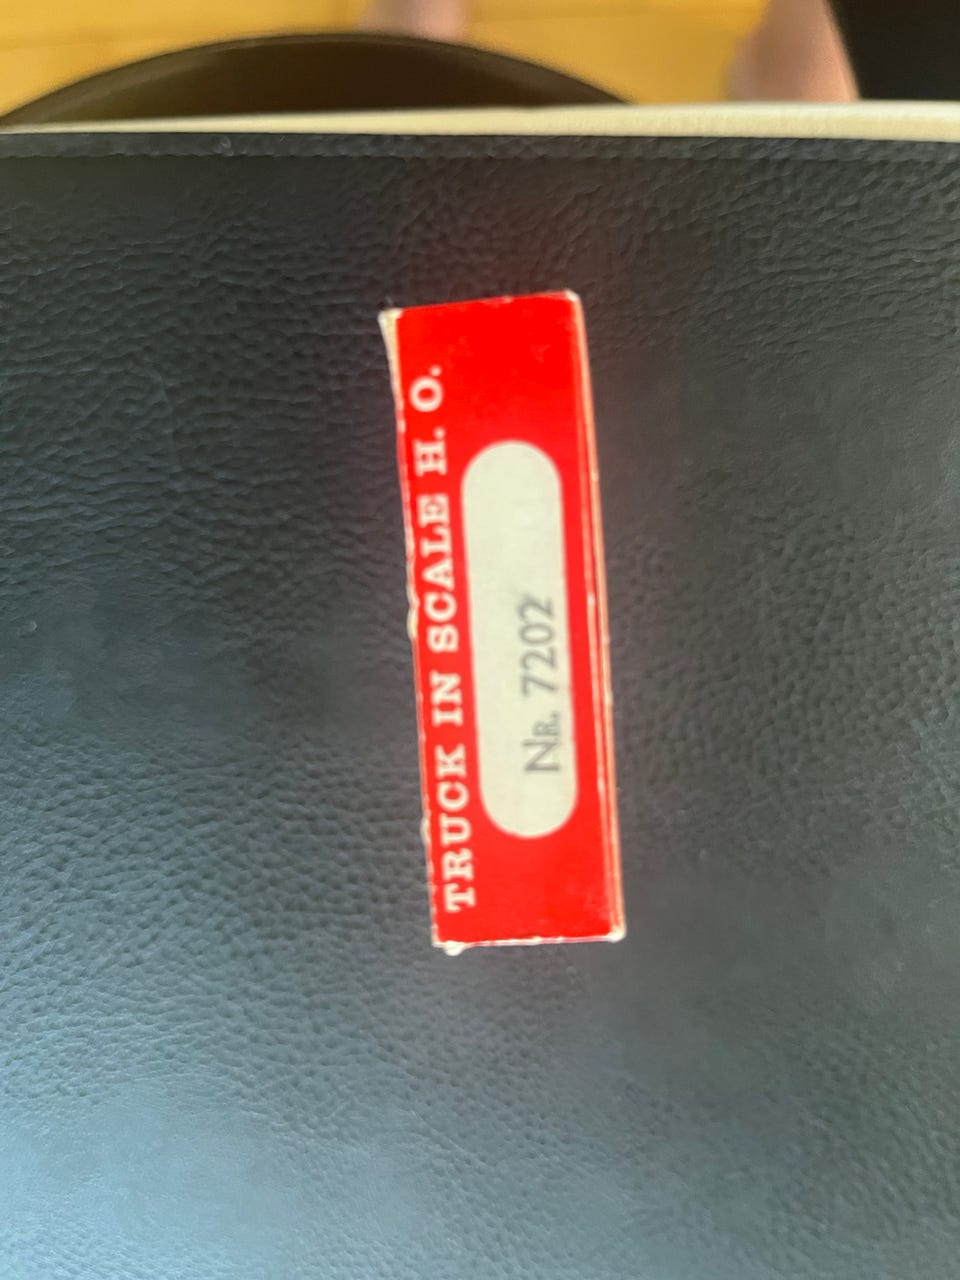 TRUCK IN SCALE H. O.
NR. 7202